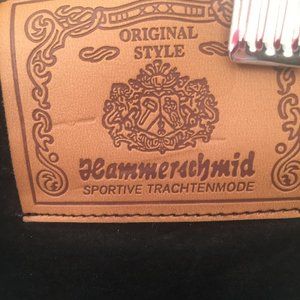 ORIGINAL
STYLE
Hammerschmid
SPORTIVE TRACHTENMODE